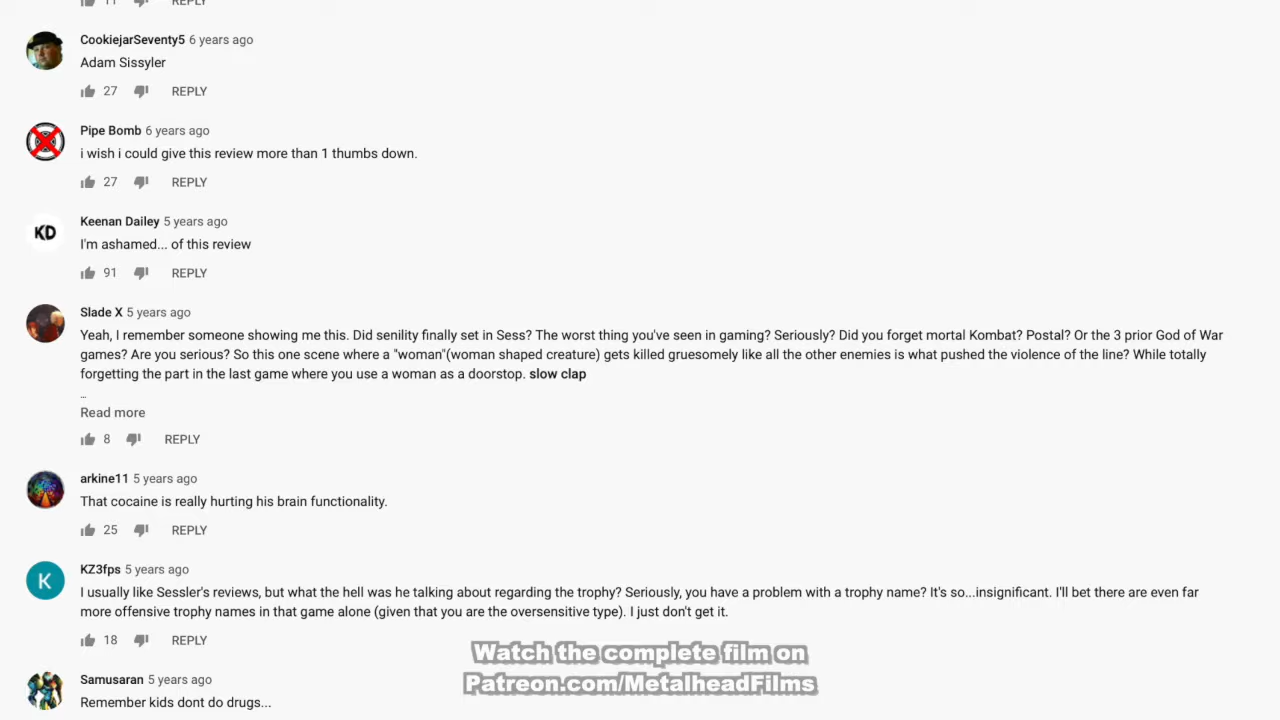 11 REPLY
CookiejarSeventy5 6 years ago
Adam Sissyler
27 REPLY
Pipe Bomb 6 years ago
i wish i could give this review more than 1 thumbs down.
27 REPLY
KD
Keenan Dailey 5 years ago
I'm ashamed... of this review
91 REPLY
Slade X 5 years ago
Yeah, I remember someone showing me this. Did senility finally set in Sess? The worst thing you've seen in gaming? Seriously? Did you forget mortal Kombat? Postal? Or the 3 prior God of War
games? Are you serious? So this one scene where a "woman"(woman shaped creature) gets killed gruesomely like all the other enemies is what pushed the violence of the line? While totally
forgetting the part in the last game where you use a woman as a doorstop. slow clap
...
Read more
8 REPLY
arkine11 5 years ago
That cocaine is really hurting his brain functionality.
25 REPLY
K
KZ3fps 5 years ago
I usually like Sessler's reviews, but what the hell was he talking about regarding the trophy? Seriously, you have a problem with a trophy name? It's so...insignificant. I'll bet there are even far
more offensive trophy names in that game alone (given that you are the oversensitive type). I just don't get it.
18 REPLY
Watch the complete film on
Patreon.com/MetalheadFilms
Samusaran 5 years ago
Remember kids dont do drugs...